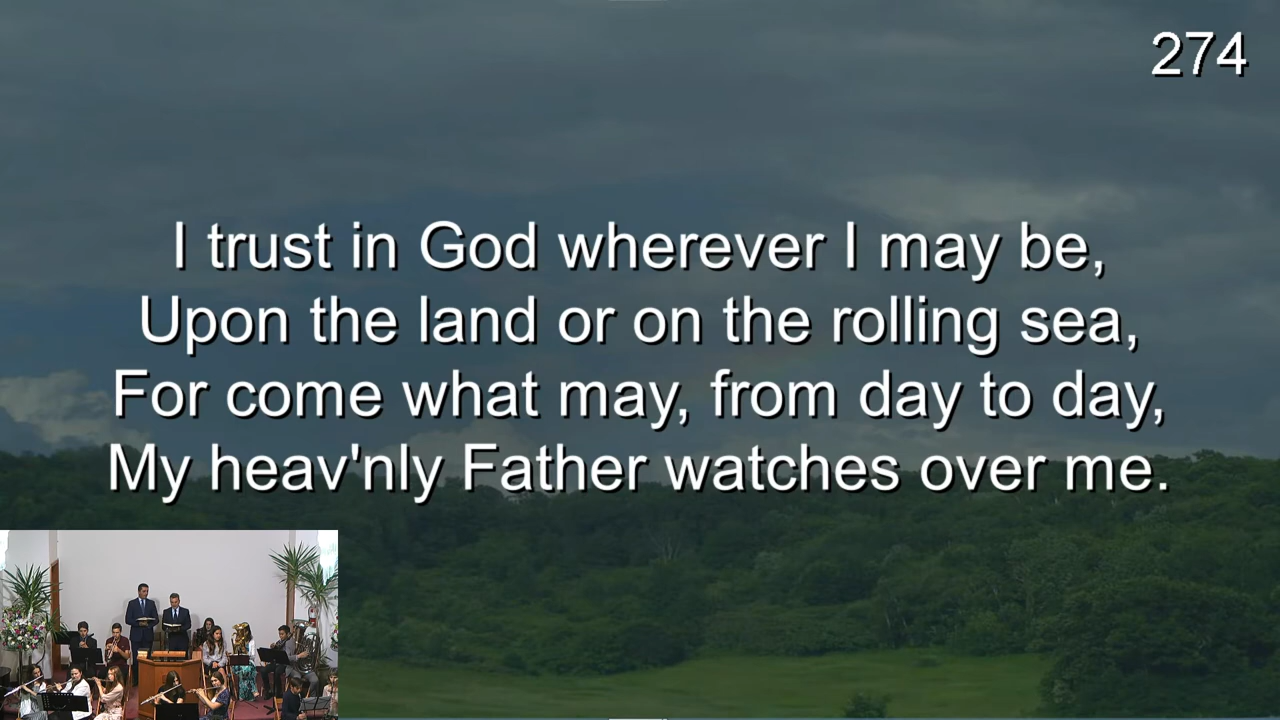 274
I trust in God wherever I may be,
Upon the land or on the rolling sea,
For come what may, from day to day,
My heav'nly Father watches over me.